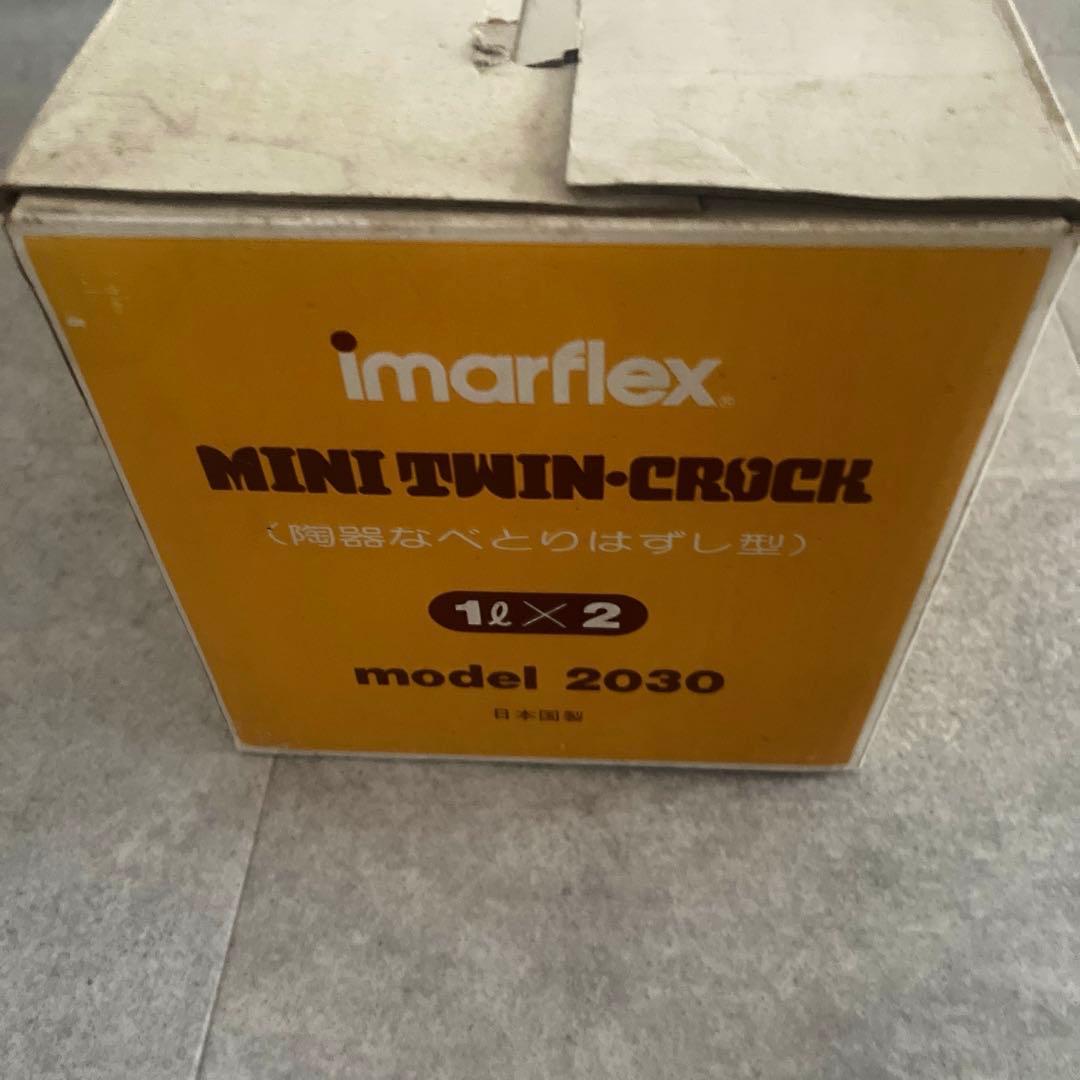 imarflex®
MINI TWIN·CROCK
(陶器なべとりはずし型)
1ℓ×2
model 2030
日本国製